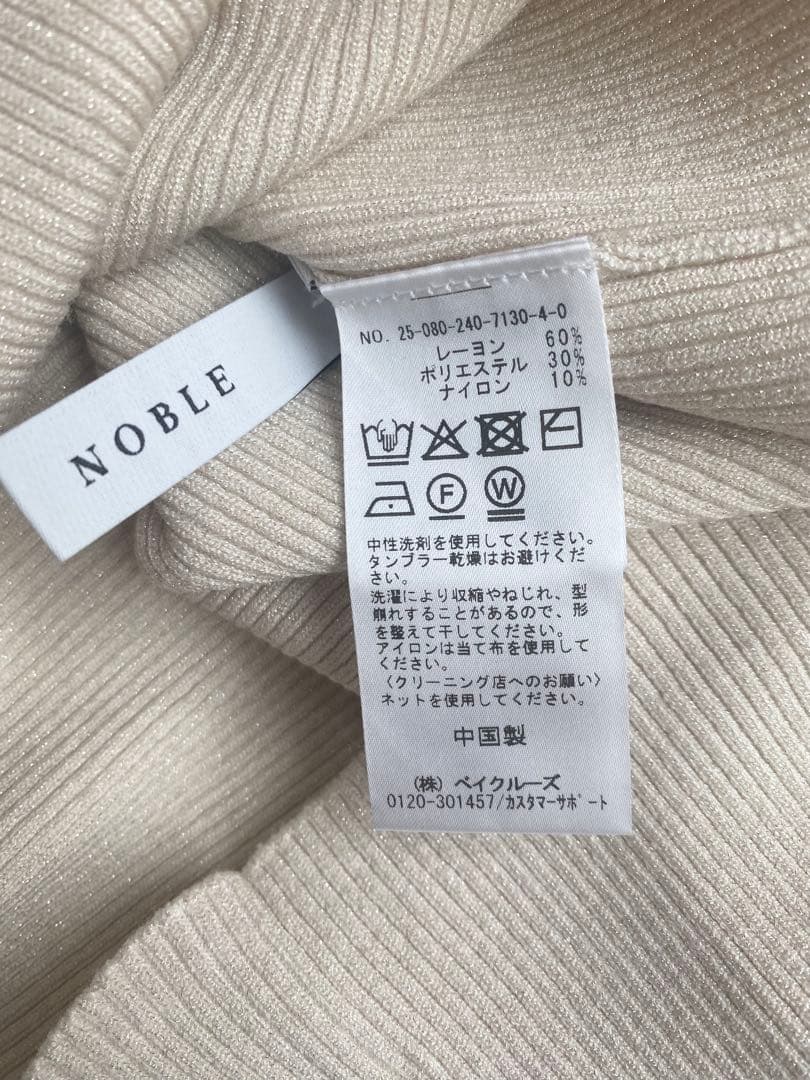 NOBLE
NO. 25-080-240-7130-4-0
レーヨン 60%
ポリエステル 30%
ナイロン 10%
F W
中性洗剤を使用してください。
タンブラー乾燥はお避けくだ
さい。
洗濯により収縮やねじれ、型
崩れすることがあるので、形
を整えて干してください。
アイロンは当て布を使用して
ください。
〈クリーニング店へのお願い〉
ネットを使用してください。
中国製
(株) ベイクルーズ
0120-301457/カスタマーサポート